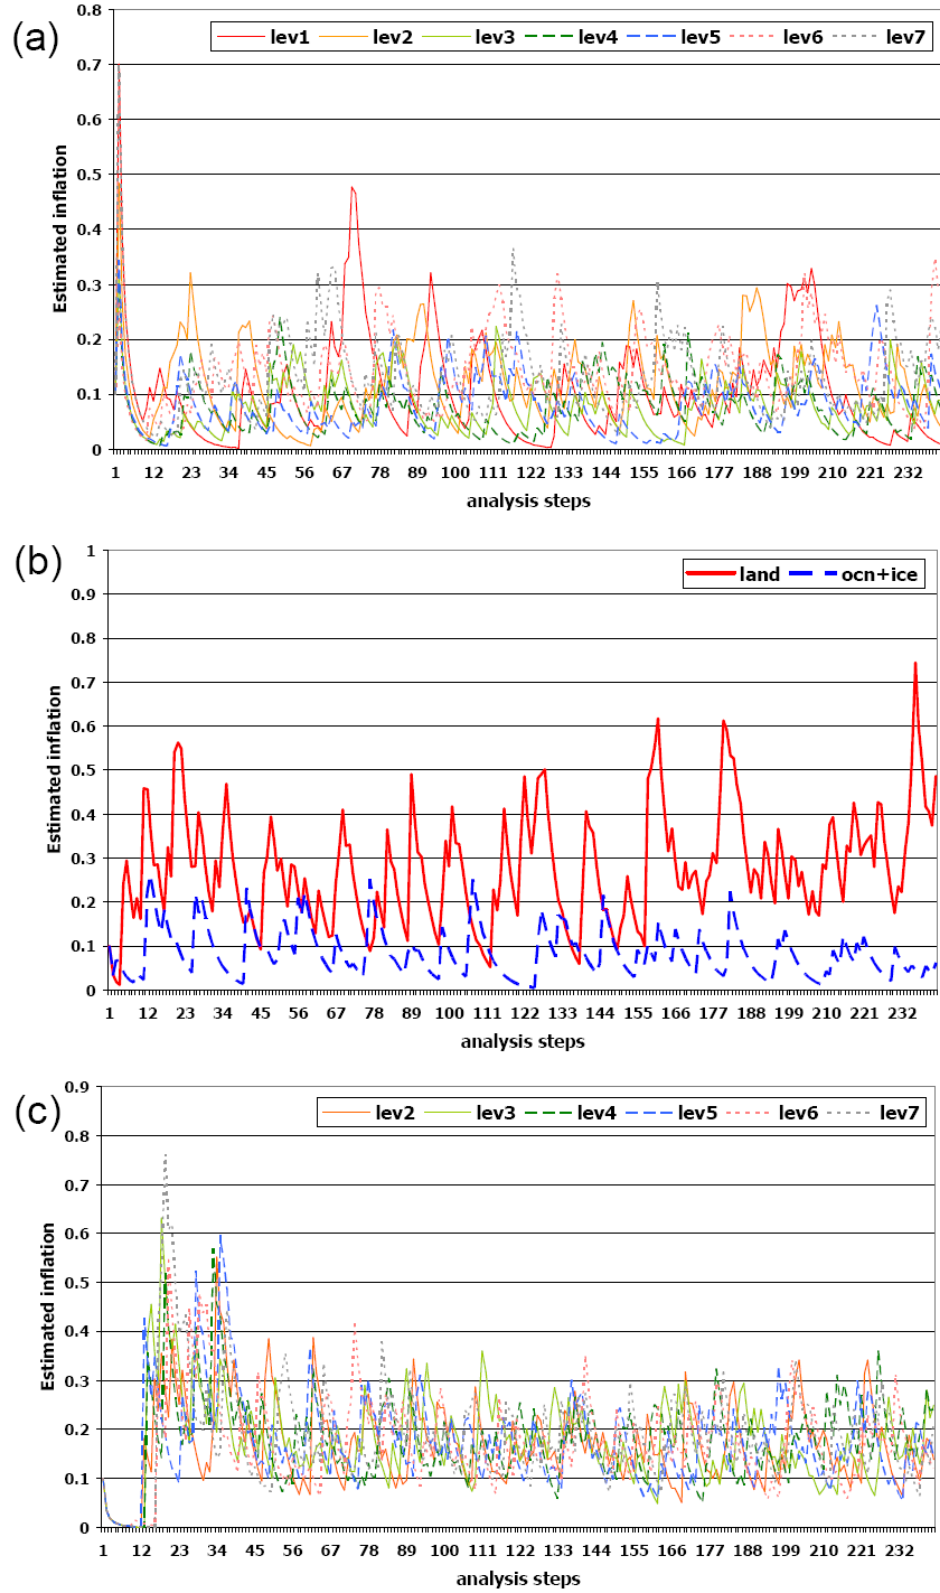 (a)
lev1 lev2 lev3 lev4 lev5 lev6 lev7
Estimated inflation
0.8
0.7
0.6
0.5
0.4
0.3
0.2
0.1
0
1 12 23 34 45 56 67 78 89 100 111 122 133 144 155 166 177 188 199 210 221 232
analysis steps
(b)
land ocn+ice
Estimated inflation
1
0.9
0.8
0.7
0.6
0.5
0.4
0.3
0.2
0.1
0
1 12 23 34 45 56 67 78 89 100 111 122 133 144 155 166 177 188 199 210 221 232
analysis steps
(c)
lev2 lev3 lev4 lev5 lev6 lev7
Estimated inflation
0.9
0.8
0.7
0.6
0.5
0.4
0.3
0.2
0.1
0
1 12 23 34 45 56 67 78 89 100 111 122 133 144 155 166 177 188 199 210 221 232
analysis steps